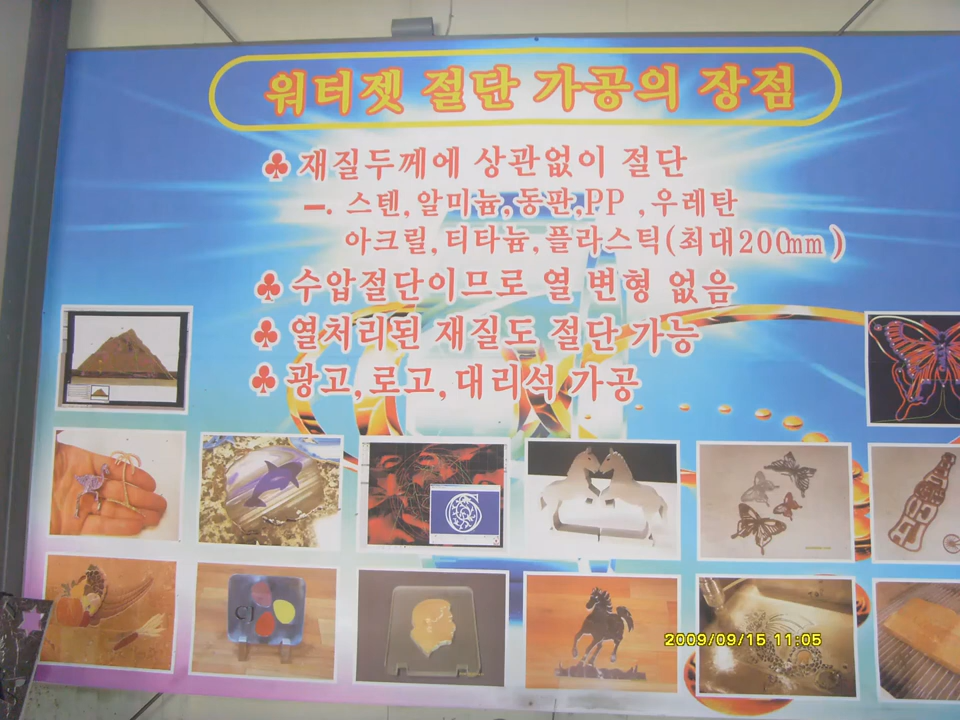 워터젯 절단 가공의 장점
♣ 재질두께에 상관없이 절단
–. 스텐,알미늄,동판,PP ,우레탄
아크릴,티타늄,플라스틱(최대200mm)
♣ 수압절단이므로 열 변형 없음
♣ 열처리된 재질도 절단 가능
♣ 광고,로고,대리석 가공
CJ
2009/09/15 11:05